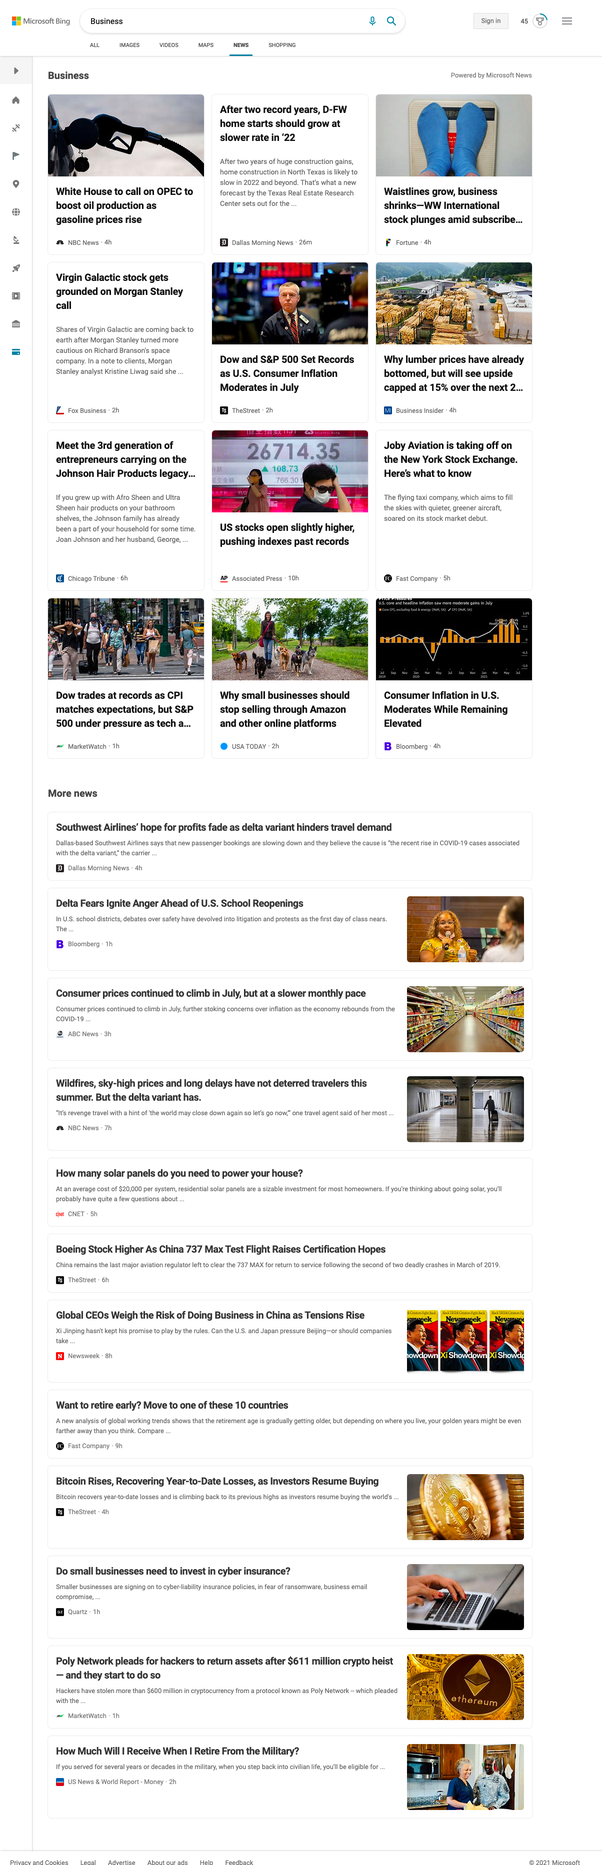 Microsoft Bing
Business
Sign in
45
ALL IMAGES VIDEOS MAPS NEWS SHOPPING
Business
Powered by Microsoft News
White House to call on OPEC to
boost oil production as
gasoline prices rise
NBC News · 4h
After two record years, D-FW
home starts should grow at
slower rate in ’22
After two years of huge construction gains,
home construction in North Texas is likely to
slow in 2022 and beyond. That's what a new
forecast by the Texas Real Estate Research
Center sets out for the ...
Dallas Morning News · 26m
Waistlines grow, business
shrinks—WW International
stock plunges amid subscribe...
Fortune · 4h
Virgin Galactic stock gets
grounded on Morgan Stanley
call
Shares of Virgin Galactic are coming back to
earth after Morgan Stanley turned more
cautious on Richard Branson's space
company. In a note to clients, Morgan
Stanley analyst Kristine Liwag said she ...
Fox Business · 2h
Dow and S&P 500 Set Records
as U.S. Consumer Inflation
Moderates in July
TheStreet · 2h
Why lumber prices have already
bottomed, but will see upside
capped at 15% over the next 2...
Business Insider · 4h
Meet the 3rd generation of
entrepreneurs carrying on the
Johnson Hair Products legacy...
If you grew up with Afro Sheen and Ultra
Sheen hair products on your bathroom
shelves, the Johnson family has already
been a part of your household for some time.
Joan Johnson and her husband, George, ...
Chicago Tribune · 6h
26714.35
108.73
US stocks open slightly higher,
pushing indexes past records
Associated Press · 10h
Joby Aviation is taking off on
the New York Stock Exchange.
Here’s what to know
The flying taxi company, which aims to fill
the skies with quieter, greener aircraft,
soared on its stock market debut.
Fast Company · 5h
Dow trades at records as CPI
matches expectations, but S&P
500 under pressure as tech a...
MarketWatch · 1h
Why small businesses should
stop selling through Amazon
and other online platforms
USA TODAY · 2h
U.S. core and headline inflation saw more moderate gains in July
Consumer Inflation in U.S.
Moderates While Remaining
Elevated
Bloomberg · 4h
More news
Southwest Airlines’ hope for profits fade as delta variant hinders travel demand
Dallas-based Southwest Airlines says that new passenger bookings are slowing down and they believe the cause is “the recent rise in COVID-19 cases associated
with the delta variant,” the carrier ...
Dallas Morning News · 4h
Delta Fears Ignite Anger Ahead of U.S. School Reopenings
In U.S. school districts, debates over safety have devolved into litigation and protests as the first day of class nears.
The ...
Bloomberg · 1h
Consumer prices continued to climb in July, but at a slower monthly pace
Consumer prices continued to climb in July, further stoking concerns over inflation as the economy rebounds from the
COVID-19 ...
ABC News · 3h
Wildfires, sky-high prices and long delays have not deterred travelers this
summer. But the delta variant has.
“It's revenge travel with a hint of 'the world may close down again so let's go now,'” one travel agent said of her most ...
NBC News · 7h
How many solar panels do you need to power your house?
At an average cost of $20,000 per system, residential solar panels are a sizable investment for most homeowners. If you're thinking about going solar, you'll
probably have quite a few questions about ...
CNET · 5h
Boeing Stock Higher As China 737 Max Test Flight Raises Certification Hopes
China remains the last major aviation regulator left to clear the 737 MAX for return to service following the second of two deadly crashes in March of 2019.
TheStreet · 6h
Global CEOs Weigh the Risk of Doing Business in China as Tensions Rise
Xi Jinping hasn't kept his promise to play by the rules. Can the U.S. and Japan pressure Beijing—or should companies
take ...
Newsweek · 8h
Newsweek
Xi Showdown
Want to retire early? Move to one of these 10 countries
A new analysis of global working trends shows that the retirement age is gradually getting older, but depending on where you live, your golden years might be even
farther away than you think. Compare ...
Fast Company · 9h
Bitcoin Rises, Recovering Year-to-Date Losses, as Investors Resume Buying
Bitcoin recovers year-to-date losses and is climbing back to its previous highs as investors resume buying the world's ...
TheStreet · 4h
Do small businesses need to invest in cyber insurance?
Smaller businesses are signing on to cyber-liability insurance policies, in fear of ransomware, business email
compromise, ...
Quartz · 1h
Poly Network pleads for hackers to return assets after $611 million crypto heist
— and they start to do so
Hackers have stolen more than $600 million in cryptocurrency from a protocol known as Poly Network -- which pleaded
with the ...
MarketWatch · 1h
ethereum
How Much Will I Receive When I Retire From the Military?
If you served for several years or decades in the military, when you step back into civilian life, you'll be eligible for ...
US News & World Report - Money · 2h
Privacy and Cookies Legal Advertise About our ads Help Feedback
© 2021 Microsoft